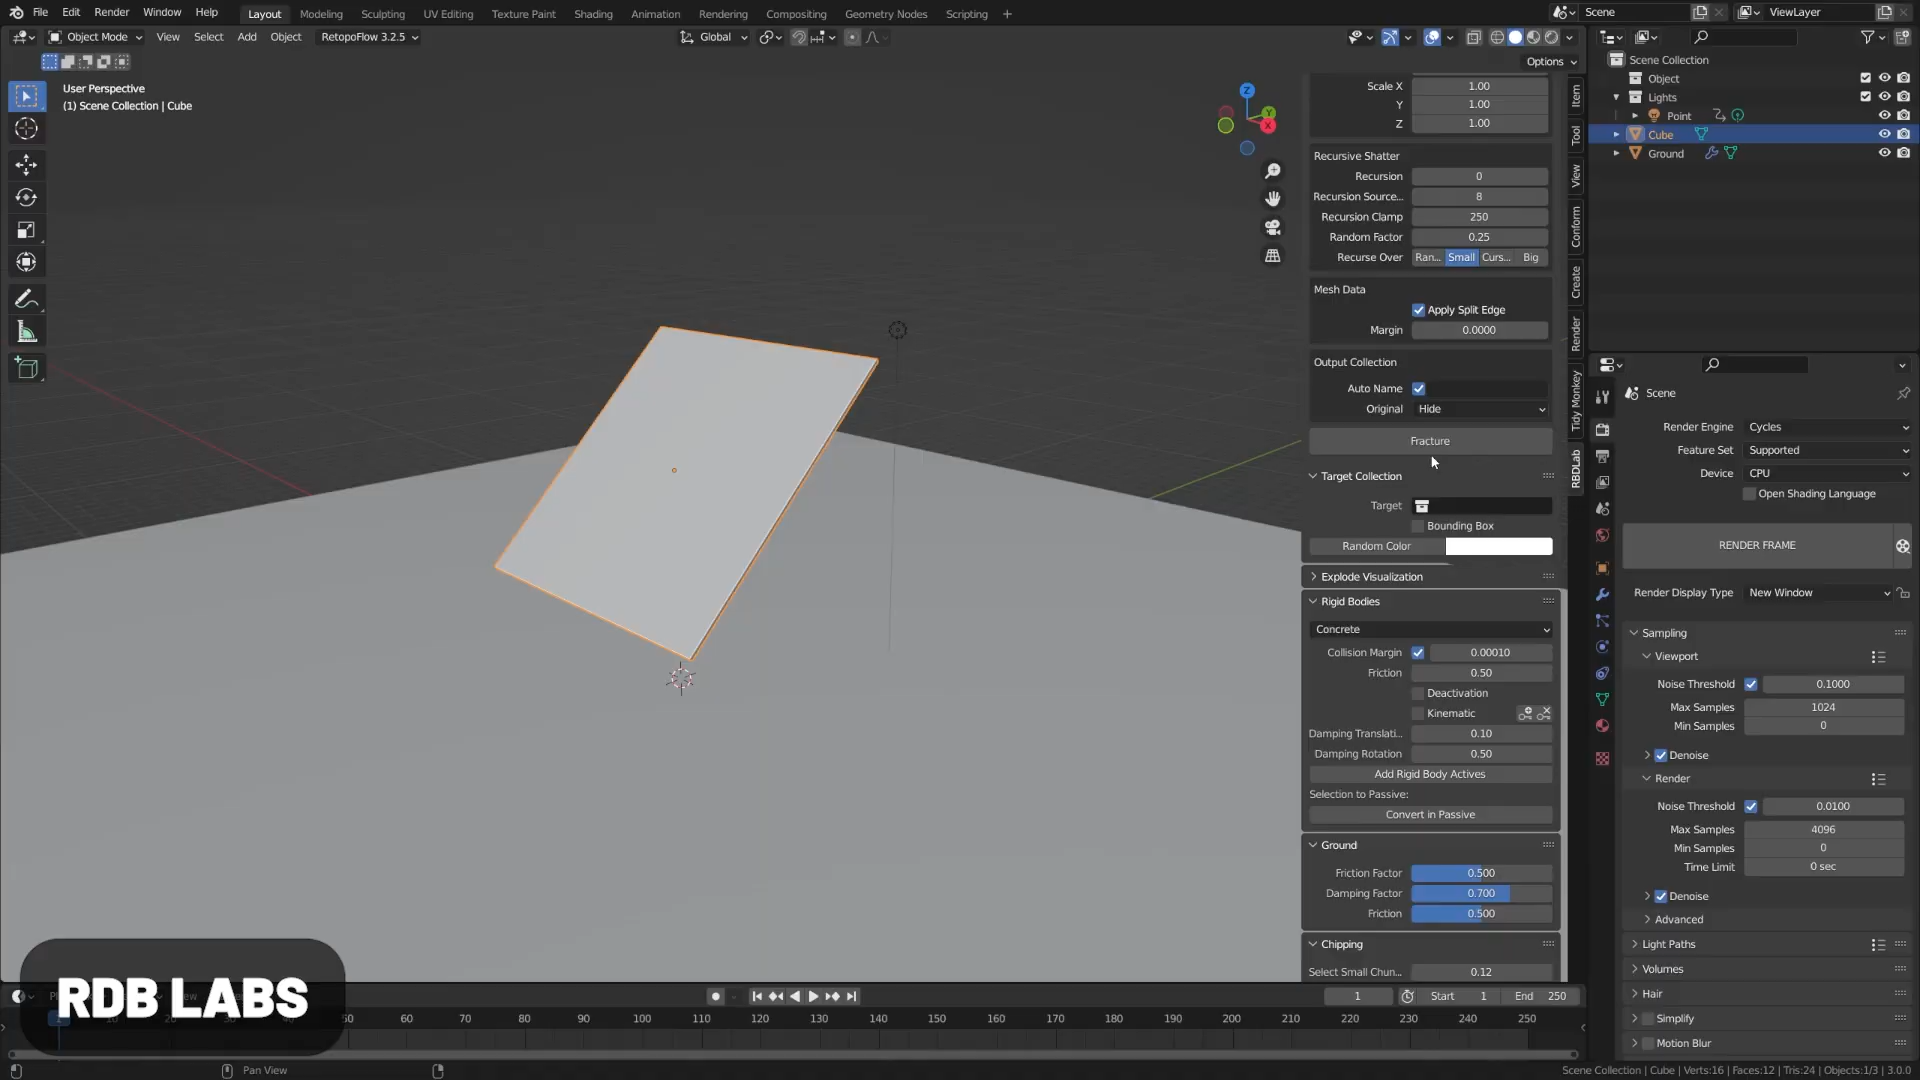 File Edit Render Window Help Layout Modeling Sculpting UV Editing Texture Paint Shading Animation Rendering Compositing Geometry Nodes Scripting + Scene ViewLayer
Object Mode View Select Add Object RetopoFlow 3.2.5 Global
Options
User Perspective
(1) Scene Collection | Cube
Z
Y
X
Scale X 1.00
Y 1.00
Z 1.00
Recursive Shatter
Recursion 0
Recursion Source... 8
Recursion Clamp 250
Random Factor 0.25
Recurse Over Ran... Small Curs... Big
Mesh Data
Apply Split Edge
Margin 0.0000
Output Collection
Auto Name
Original Hide
Fracture
Target Collection
Target
Bounding Box
Random Color
Explode Visualization
Rigid Bodies
Concrete
Collision Margin 0.00010
Friction 0.50
Deactivation
Kinematic
Damping Translati... 0.10
Damping Rotation 0.50
Add Rigid Body Actives
Selection to Passive:
Convert in Passive
Ground
Friction Factor 0.500
Damping Factor 0.700
Friction 0.500
Chipping
Select Small Chun... 0.12
Item
Tool
View
Conform
Create
Render
Tidy Monkey
RBDLab
Scene Collection
Object
Lights
Point
Cube
Ground
Scene
Render Engine Cycles
Feature Set Supported
Device CPU
Open Shading Language
RENDER FRAME
Render Display Type New Window
Sampling
Viewport
Noise Threshold 0.1000
Max Samples 1024
Min Samples 0
Denoise
Render
Noise Threshold 0.0100
Max Samples 4096
Min Samples 0
Time Limit 0 sec
Denoise
Advanced
Light Paths
Volumes
Hair
Simplify
Motion Blur
RDB LABS
1 Start 1 End 250
50 60 70 80 90 100 110 120 130 140 150 160 170 180 190 200 210 220 230 240 250
Pan View
Scene Collection | Cube | Verts:16 | Faces:12 | Tris:24 | Objects:1/3 | 3.0.0